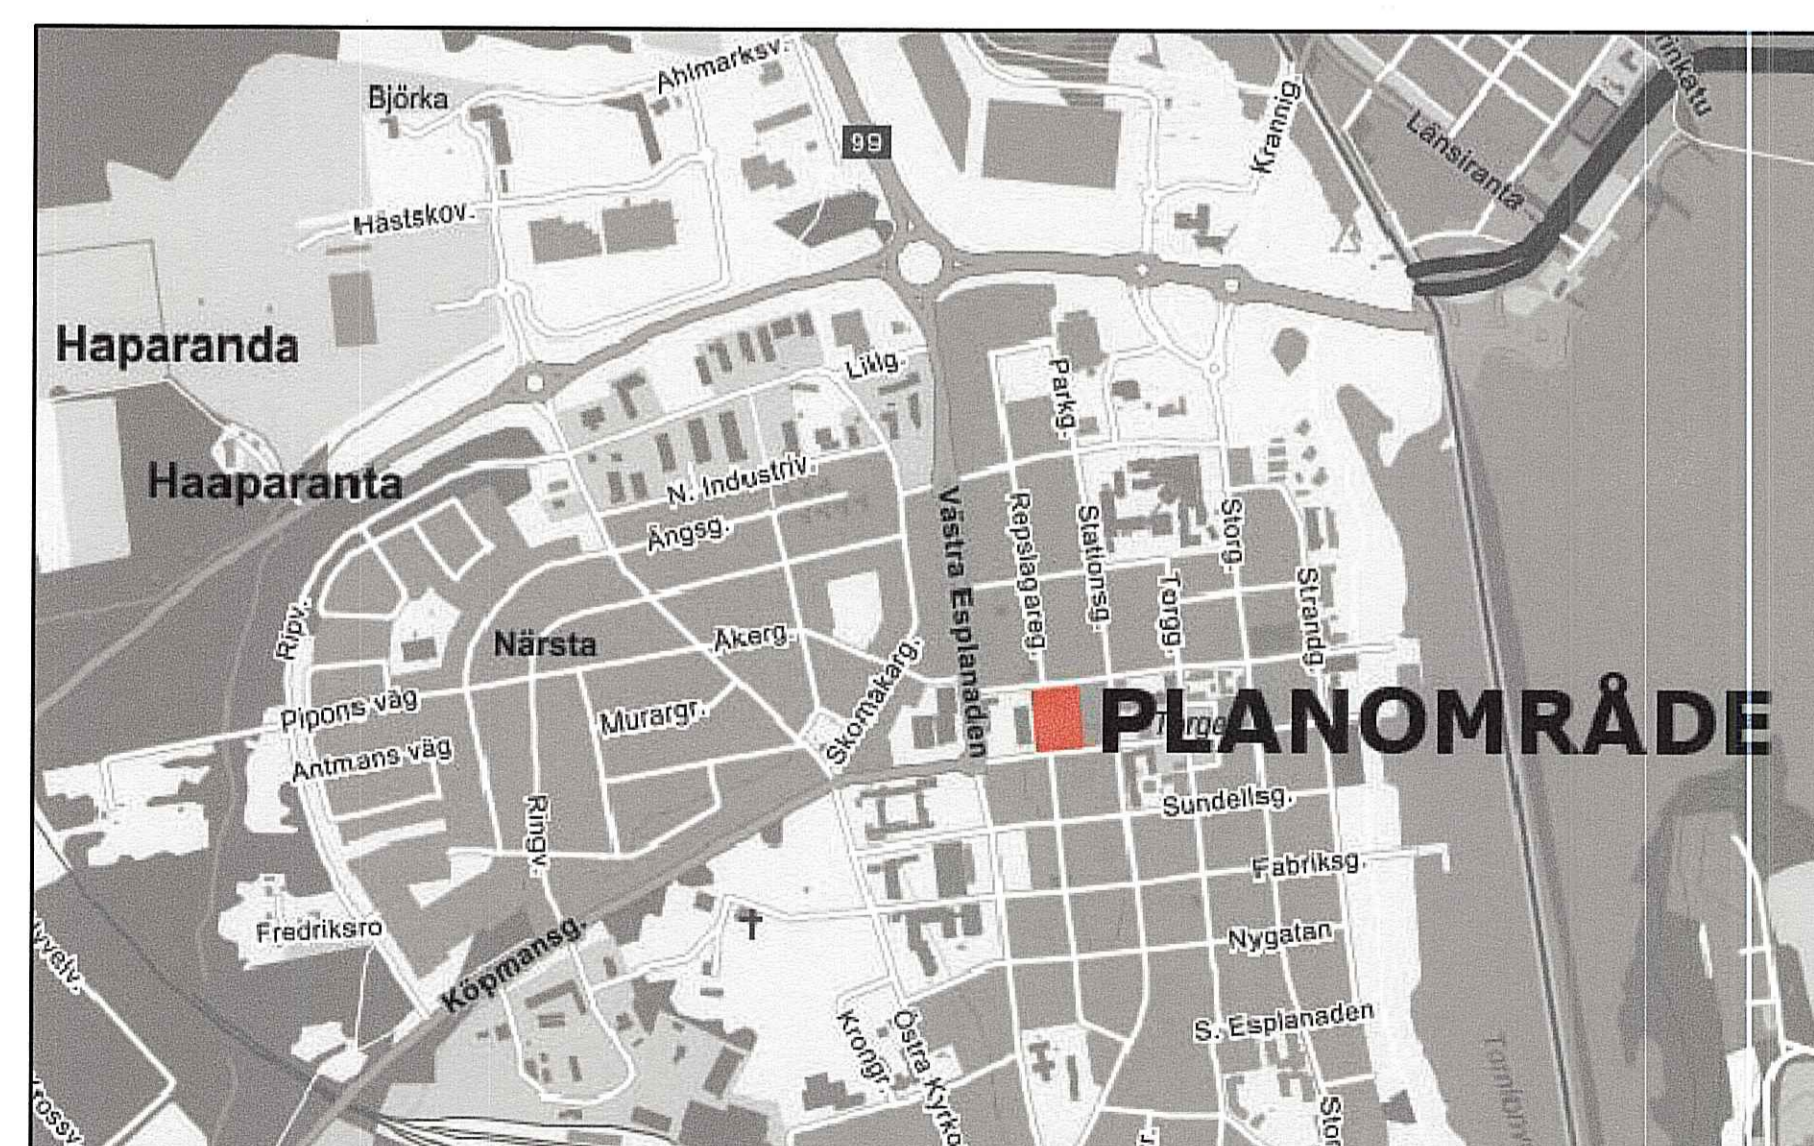 Ahlmarksv.
Björka
99
Krannig.
Länsiranta
Hästskov.
Haparanda
Haaparanta
Lillg.
Parkg.
N. Industriv.
Ängsg.
Västra Esplanaden
Repslagareg.
Stationsg.
Storg.
Torgg.
Strandg.
Ripv.
Närsta
Åkerg.
Skomakarg.
Pipons väg
Murargr.
Antmans väg
PLANOMRÅDE
Ringv.
Sundellsg.
Fabriksg.
Fredriksro
Köpmansg.
Nygatan
S. Esplanaden
Krongr.
Östra Kyrko